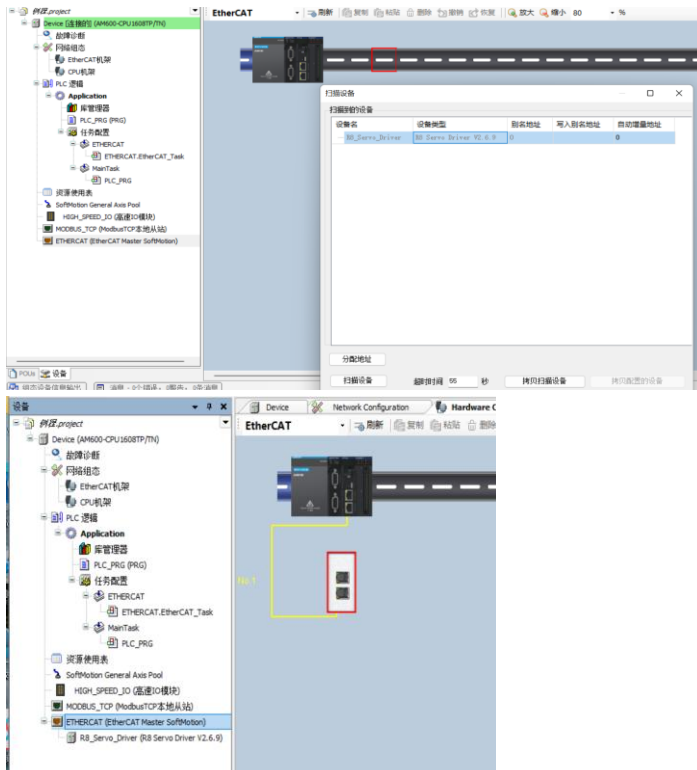 例程.project
Device [连接的] (AM600-CPU1608TP/TN)
故障诊断
网络组态
EtherCAT机架
CPU机架
PLC 逻辑
Application
库管理器
PLC_PRG (PRG)
任务配置
ETHERCAT
ETHERCAT.EtherCAT_Task
MainTask
PLC_PRG
资源使用表
SoftMotion General Axis Pool
HIGH_SPEED_IO (高速IO模块)
MODBUS_TCP (ModbusTCP本地从站)
ETHERCAT (EtherCAT Master SoftMotion)
POUs 设备
EtherCAT 刷新 复制 粘贴 删除 撤销 恢复 放大 缩小 80 %
扫描设备
扫描到的设备
设备名 设备类型 别名地址 写入别名地址 自动增量地址
R8_Servo_Driver R8 Servo Driver V2.6.9 0 0
分配地址
扫描设备 超时时间 55 秒 拷贝扫描设备 拷贝配置的设备
设备
例程.project
Device (AM600-CPU1608TP/TN)
故障诊断
网络组态
EtherCAT机架
CPU机架
PLC 逻辑
Application
库管理器
PLC_PRG (PRG)
任务配置
ETHERCAT
ETHERCAT.EtherCAT_Task
MainTask
PLC_PRG
资源使用表
SoftMotion General Axis Pool
HIGH_SPEED_IO (高速IO模块)
MODBUS_TCP (ModbusTCP本地从站)
ETHERCAT (EtherCAT Master SoftMotion)
R8_Servo_Driver (R8 Servo Driver V2.6.9)
Device Network Configuration Hardware C
EtherCAT 刷新 复制 粘贴 删除